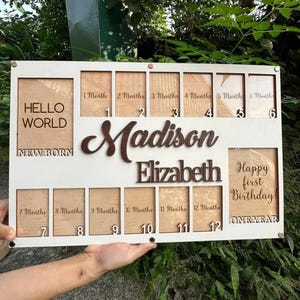 HELLO
WORLD
NEW BORN
1 Month
1
2 Months
2
3 Months
3
4 Months
4
5 Months
5
6 Months
6
Madison
Elizabeth
7 Months
7
8 Months
8
9 Months
9
10 Months
10
11 Months
11
12 Months
12
Happy
first
Birthday
ONE YEAR